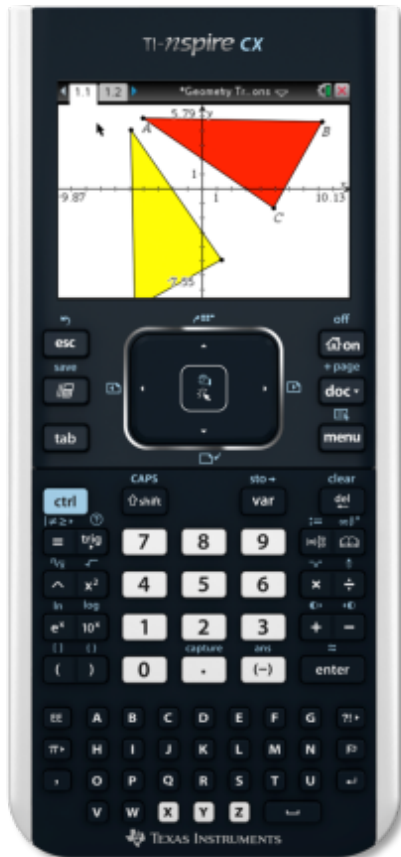 TI-nspire CX
1.1 1.2 *Geometry Tr...ons
5.79 y
A
B
1
x
-9.87
1
10.13
C
-7.55
off
esc
on
save
+page
doc
tab
menu
CAPS
sto→
clear
ctrl
shift
var
del
|≠≥▸
:=
= trig 7 8 9
^ x² 4 5 6 × ÷
ln log
eˣ 10ˣ 1 2 3 + −
[ ] { } capture ans ≈
( ) 0 . (−) enter
EE A B C D E F G ?!▸
π▸ H I J K L M N
, O P Q R S T U
V W X Y Z
TEXAS INSTRUMENTS